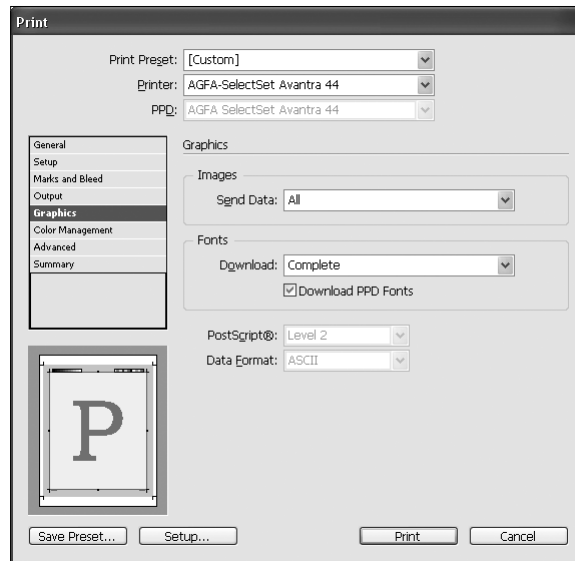 Print
Print Preset: [Custom]
Printer: AGFA-SelectSet Avantra 44
PPD: AGFA SelectSet Avantra 44
General
Setup
Marks and Bleed
Output
Graphics
Color Management
Advanced
Summary
Graphics
Images
Send Data: All
Fonts
Download: Complete
Download PPD Fonts
PostScript®: Level 2
Data Format: ASCII
P
Save Preset...
Setup...
Print
Cancel